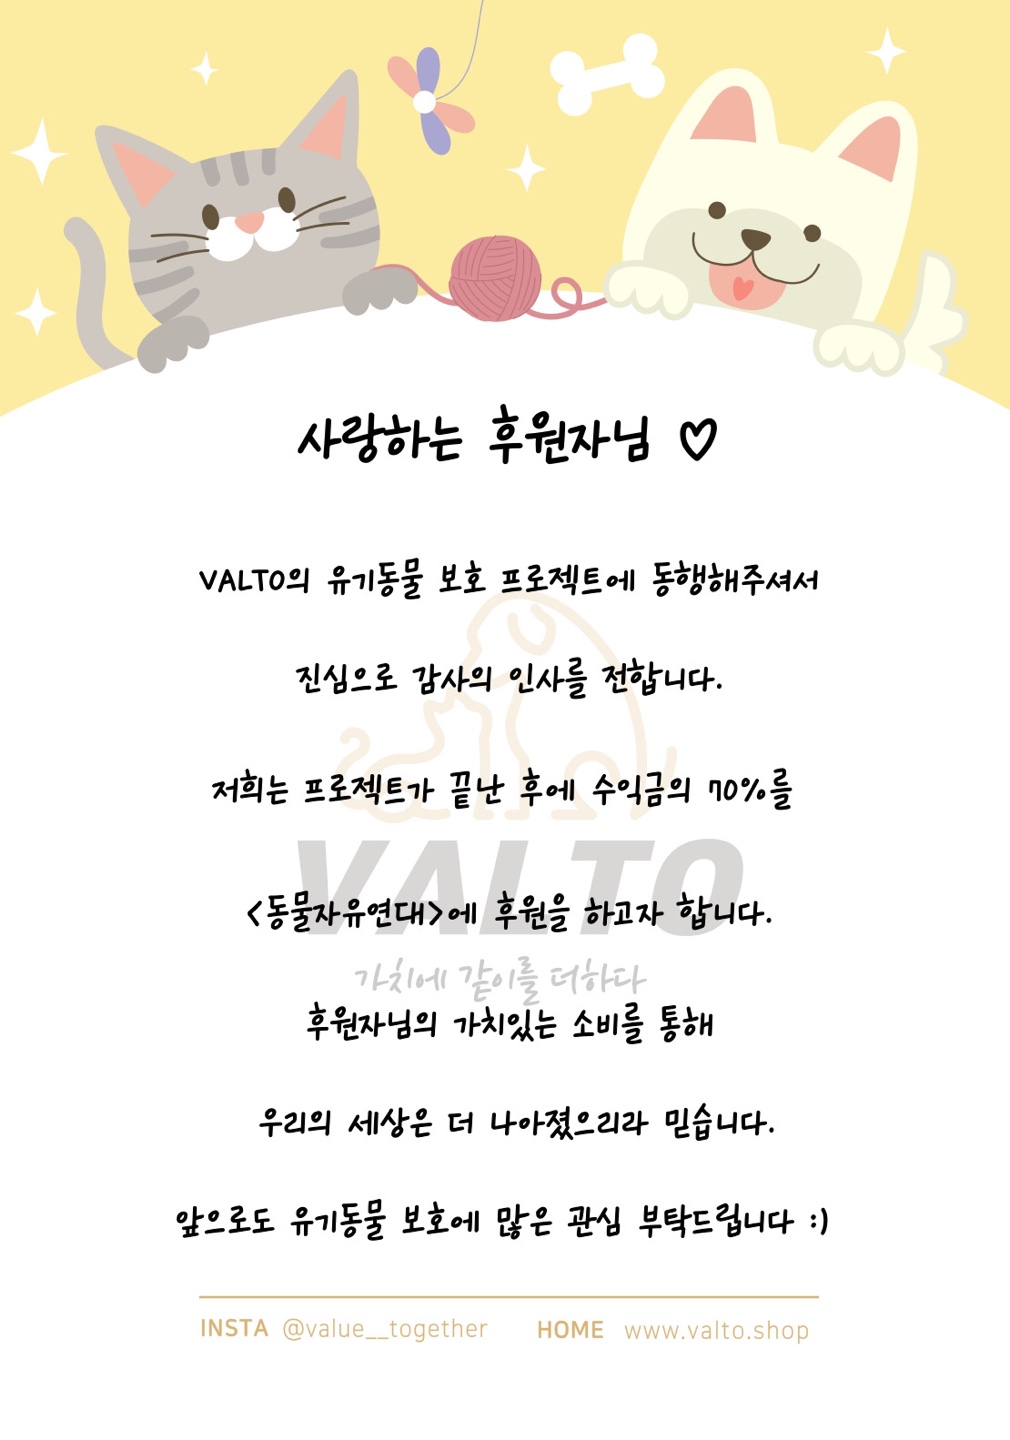 사랑하는 후원자님 ♡
VALTO의 유기동물 보호 프로젝트에 동행해주셔서
진심으로 감사의 인사를 전합니다.
저희는 프로젝트가 끝난 후에 수익금의 70%를
VALTO
<동물자유연대>에 후원을 하고자 합니다.
가치에 같이를 더하다
후원자님의 가치있는 소비를 통해
우리의 세상은 더 나아졌으리라 믿습니다.
앞으로도 유기동물 보호에 많은 관심 부탁드립니다 :)
INSTA @value__together HOME www.valto.shop